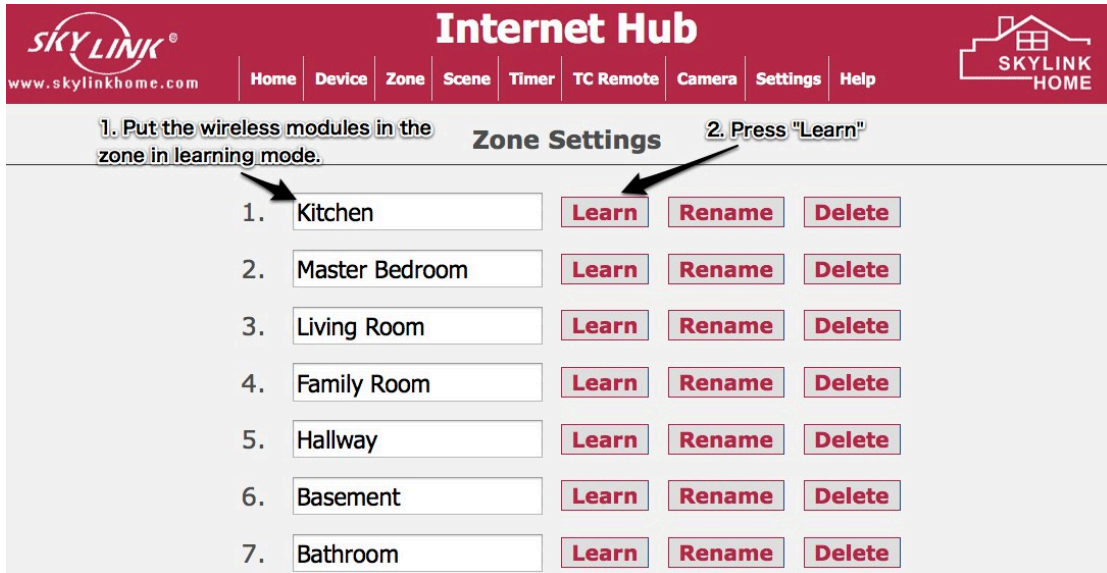 Internet Hub
SKYLINK®
www.skylinkhome.com
Home Device Zone Scene Timer TC Remote Camera Settings Help
SKYLINK
HOME
1. Put the wireless modules in the
zone in learning mode.
Zone Settings
2. Press "Learn"
1. Kitchen Learn Rename Delete
2. Master Bedroom Learn Rename Delete
3. Living Room Learn Rename Delete
4. Family Room Learn Rename Delete
5. Hallway Learn Rename Delete
6. Basement Learn Rename Delete
7. Bathroom Learn Rename Delete